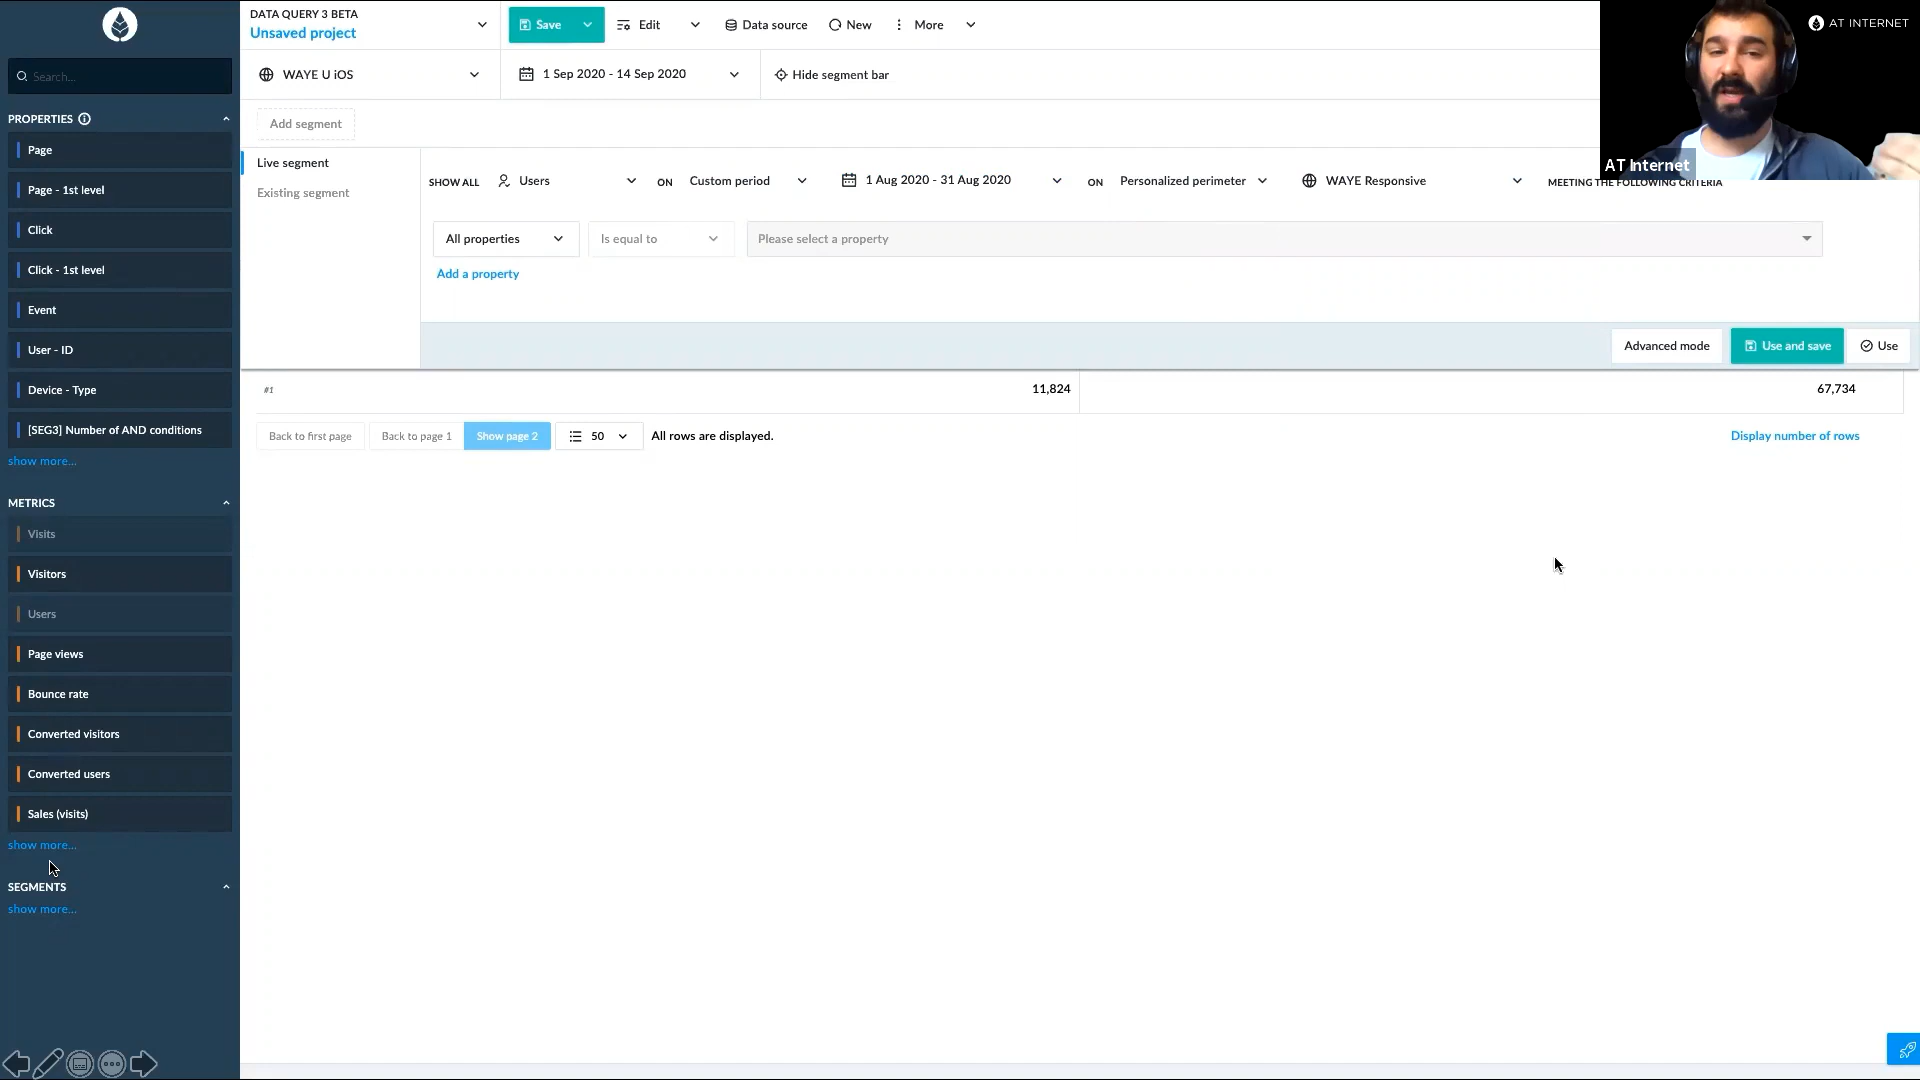 DATA QUERY 3 BETA
Unsaved project
Save
Edit
Data source
New
More
AT INTERNET
Search...
WAYE U iOS
1 Sep 2020 - 14 Sep 2020
Hide segment bar
AT Internet
Add segment
PROPERTIES
Page
Page - 1st level
Click
Click - 1st level
Event
User - ID
Device - Type
[SEG3] Number of AND conditions
show more...
METRICS
Visits
Visitors
Users
Page views
Bounce rate
Converted visitors
Converted users
Sales (visits)
show more...
SEGMENTS
show more...
Live segment
Existing segment
SHOW ALL
Users
ON
Custom period
1 Aug 2020 - 31 Aug 2020
ON
Personalized perimeter
WAYE Responsive
MEETING THE FOLLOWING CRITERIA
All properties
Is equal to
Please select a property
Add a property
Advanced mode
Use and save
Use
#1
11,824
67,734
Back to first page
Back to page 1
Show page 2
50
All rows are displayed.
Display number of rows